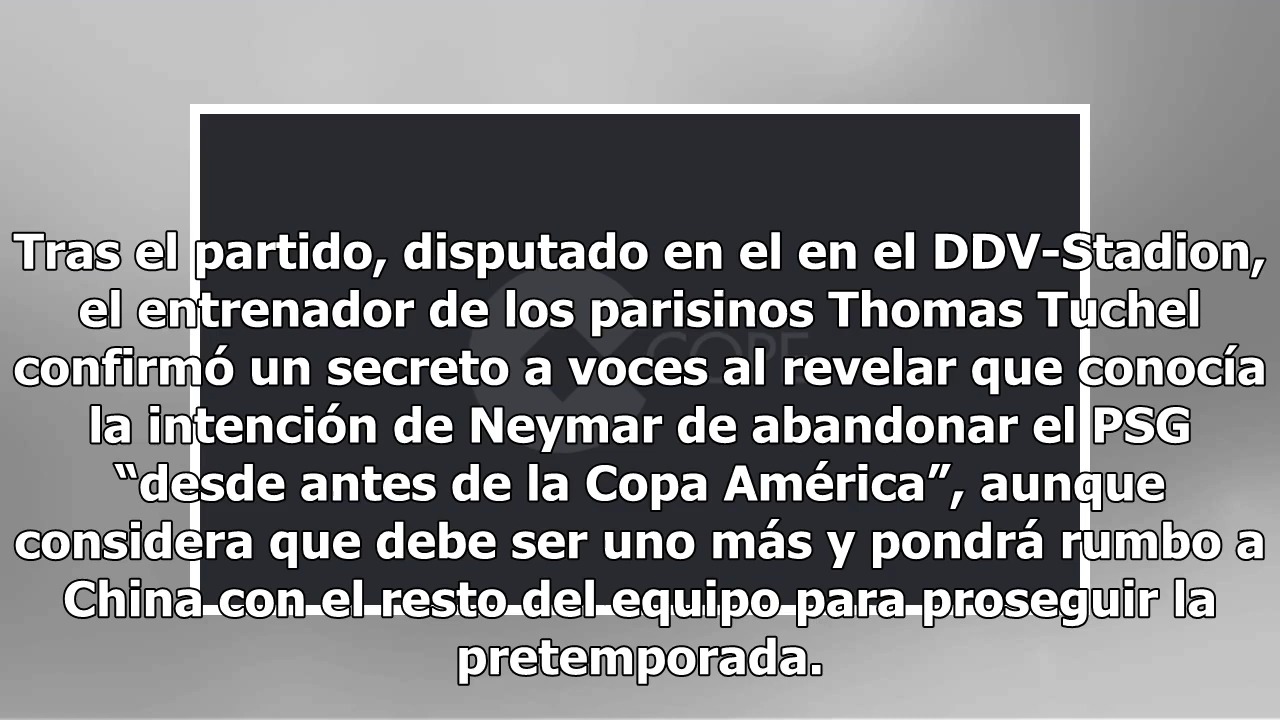 Tras el partido, disputado en el en el DDV-Stadion,
el entrenador de los parisinos Thomas Tuchel
confirmó un secreto a voces al revelar que conocía
la intención de Neymar de abandonar el PSG
“desde antes de la Copa América”, aunque
considera que debe ser uno más y pondrá rumbo a
China con el resto del equipo para proseguir la
pretemporada.
COPE